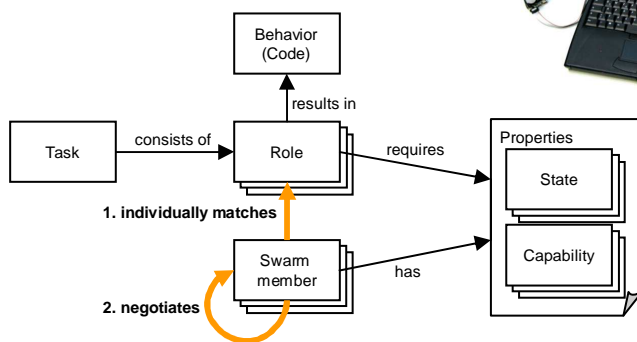 Behavior
(Code)
results in
Task
consists of
Role
requires
Properties
State
1. individually matches
Swarm
member
has
Capability
2. negotiates